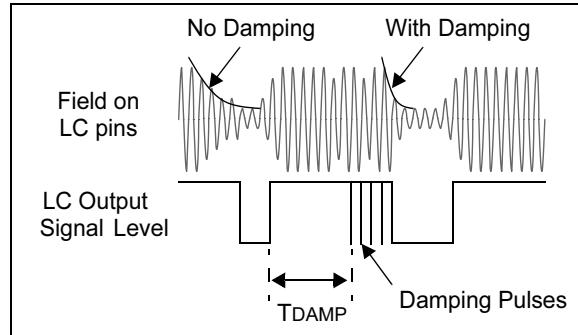 No Damping
With Damping
Field on
LC pins
LC Output
Signal Level
TDAMP
Damping Pulses